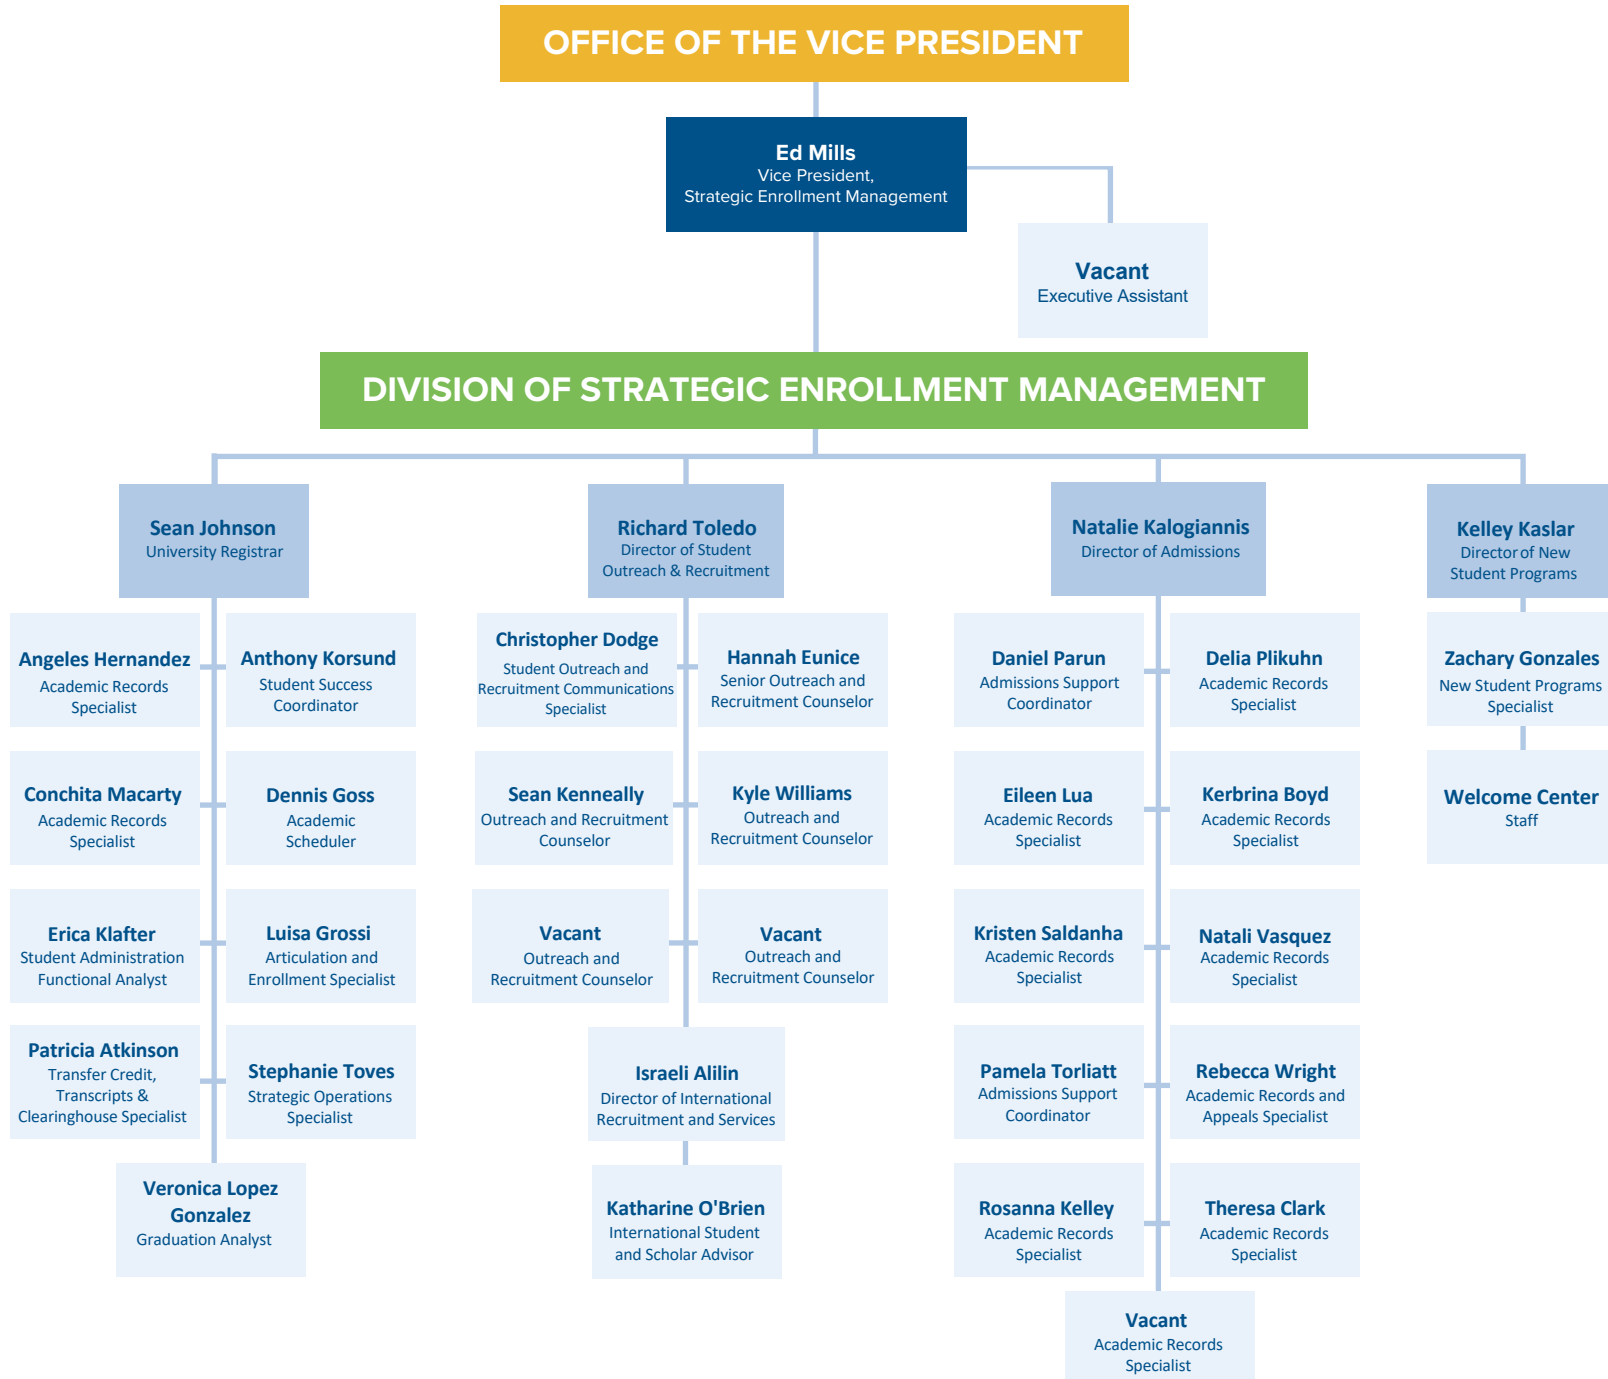 OFFICE OF THE VICE PRESIDENT
Ed Mills
Vice President,
Strategic Enrollment Management
Vacant
Executive Assistant
DIVISION OF STRATEGIC ENROLLMENT MANAGEMENT
Sean Johnson
University Registrar
Angeles Hernandez
Academic Records
Specialist
Anthony Korsund
Student Success
Coordinator
Conchita Macarty
Academic Records
Specialist
Dennis Goss
Academic
Scheduler
Erica Klafter
Student Administration
Functional Analyst
Luisa Grossi
Articulation and
Enrollment Specialist
Patricia Atkinson
Transfer Credit,
Transcripts &
Clearinghouse Specialist
Stephanie Toves
Strategic Operations
Specialist
Veronica Lopez
Gonzalez
Graduation Analyst
Richard Toledo
Director of Student
Outreach & Recruitment
Christopher Dodge
Student Outreach and
Recruitment Communications
Specialist
Hannah Eunice
Senior Outreach and
Recruitment Counselor
Sean Kenneally
Outreach and Recruitment
Counselor
Kyle Williams
Outreach and
Recruitment Counselor
Vacant
Outreach and
Recruitment Counselor
Vacant
Outreach and
Recruitment Counselor
Israeli Alilin
Director of International
Recruitment and Services
Katharine O'Brien
International Student
and Scholar Advisor
Natalie Kalogiannis
Director of Admissions
Daniel Parun
Admissions Support
Coordinator
Delia Plikuhn
Academic Records
Specialist
Eileen Lua
Academic Records
Specialist
Kerbrina Boyd
Academic Records
Specialist
Kristen Saldanha
Academic Records
Specialist
Natali Vasquez
Academic Records
Specialist
Pamela Torliatt
Admissions Support
Coordinator
Rebecca Wright
Academic Records and
Appeals Specialist
Rosanna Kelley
Academic Records
Specialist
Theresa Clark
Academic Records
Specialist
Vacant
Academic Records
Specialist
Kelley Kaslar
Director of New
Student Programs
Zachary Gonzales
New Student Programs
Specialist
Welcome Center
Staff